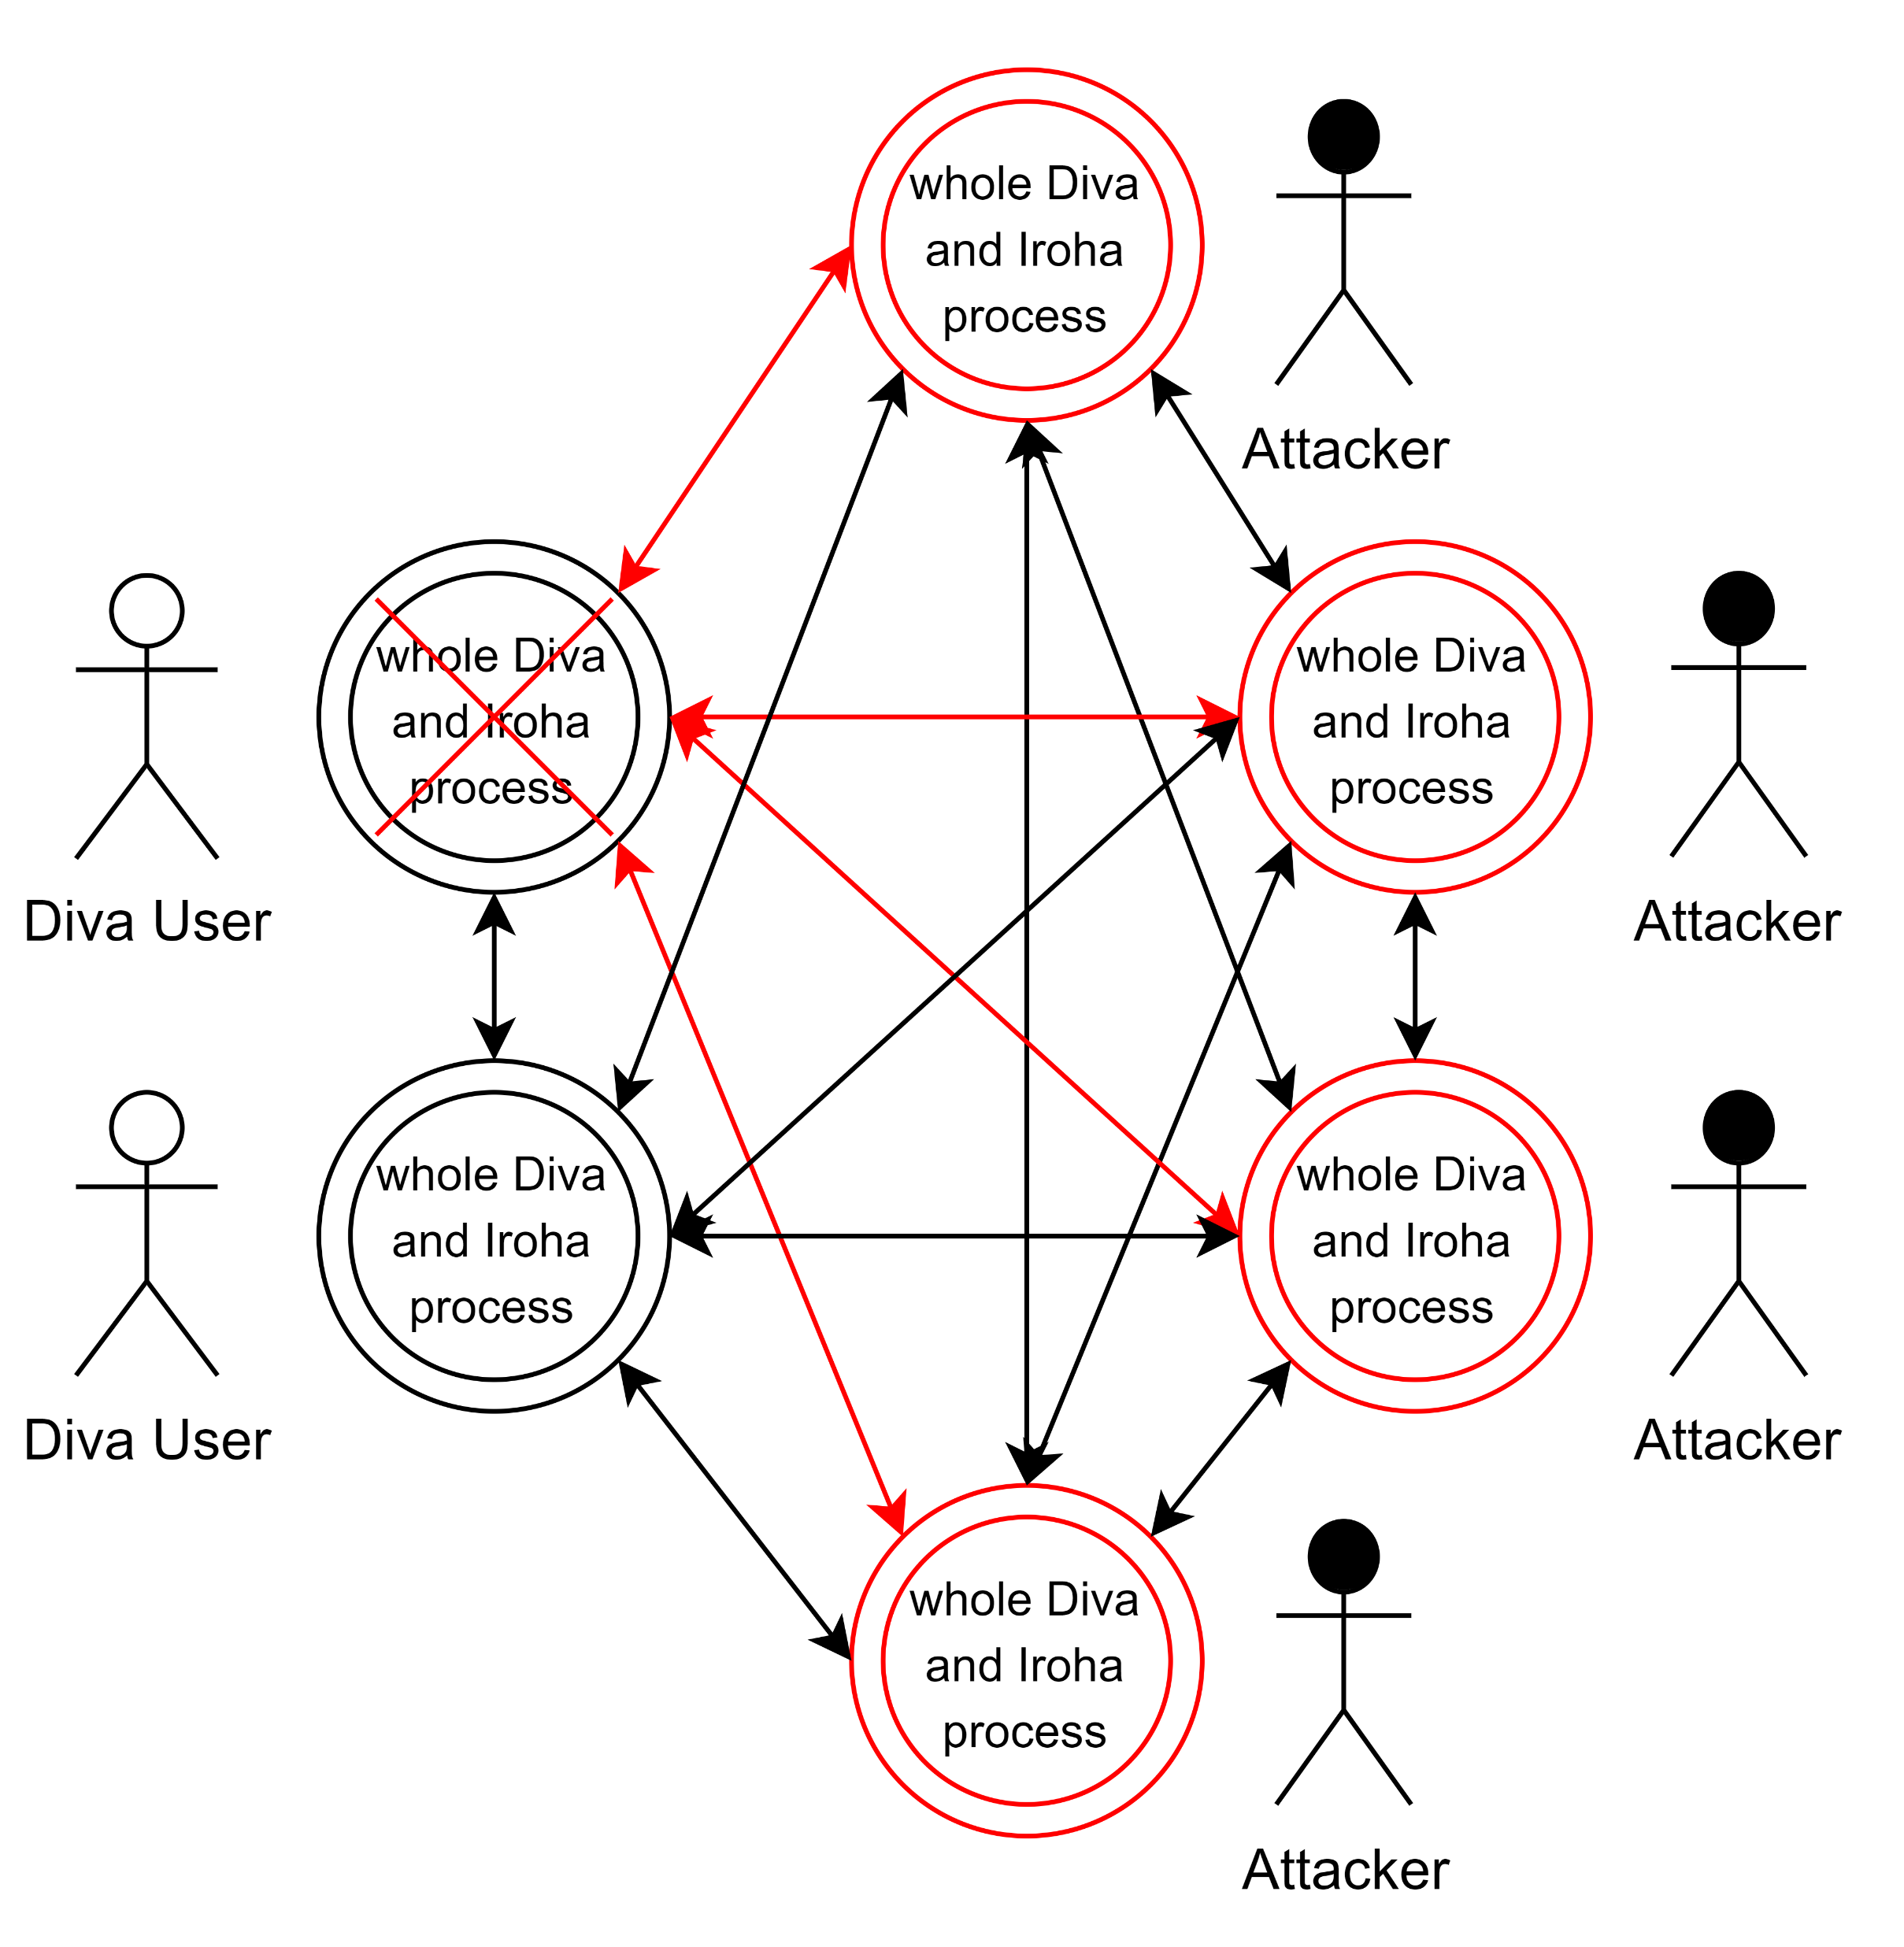 whole Diva
and Iroha
process
Attacker
whole Diva
and Iroha
process
Diva User
whole Diva
and Iroha
process
Attacker
whole Diva
and Iroha
process
Diva User
whole Diva
and Iroha
process
Attacker
whole Diva
and Iroha
process
Attacker